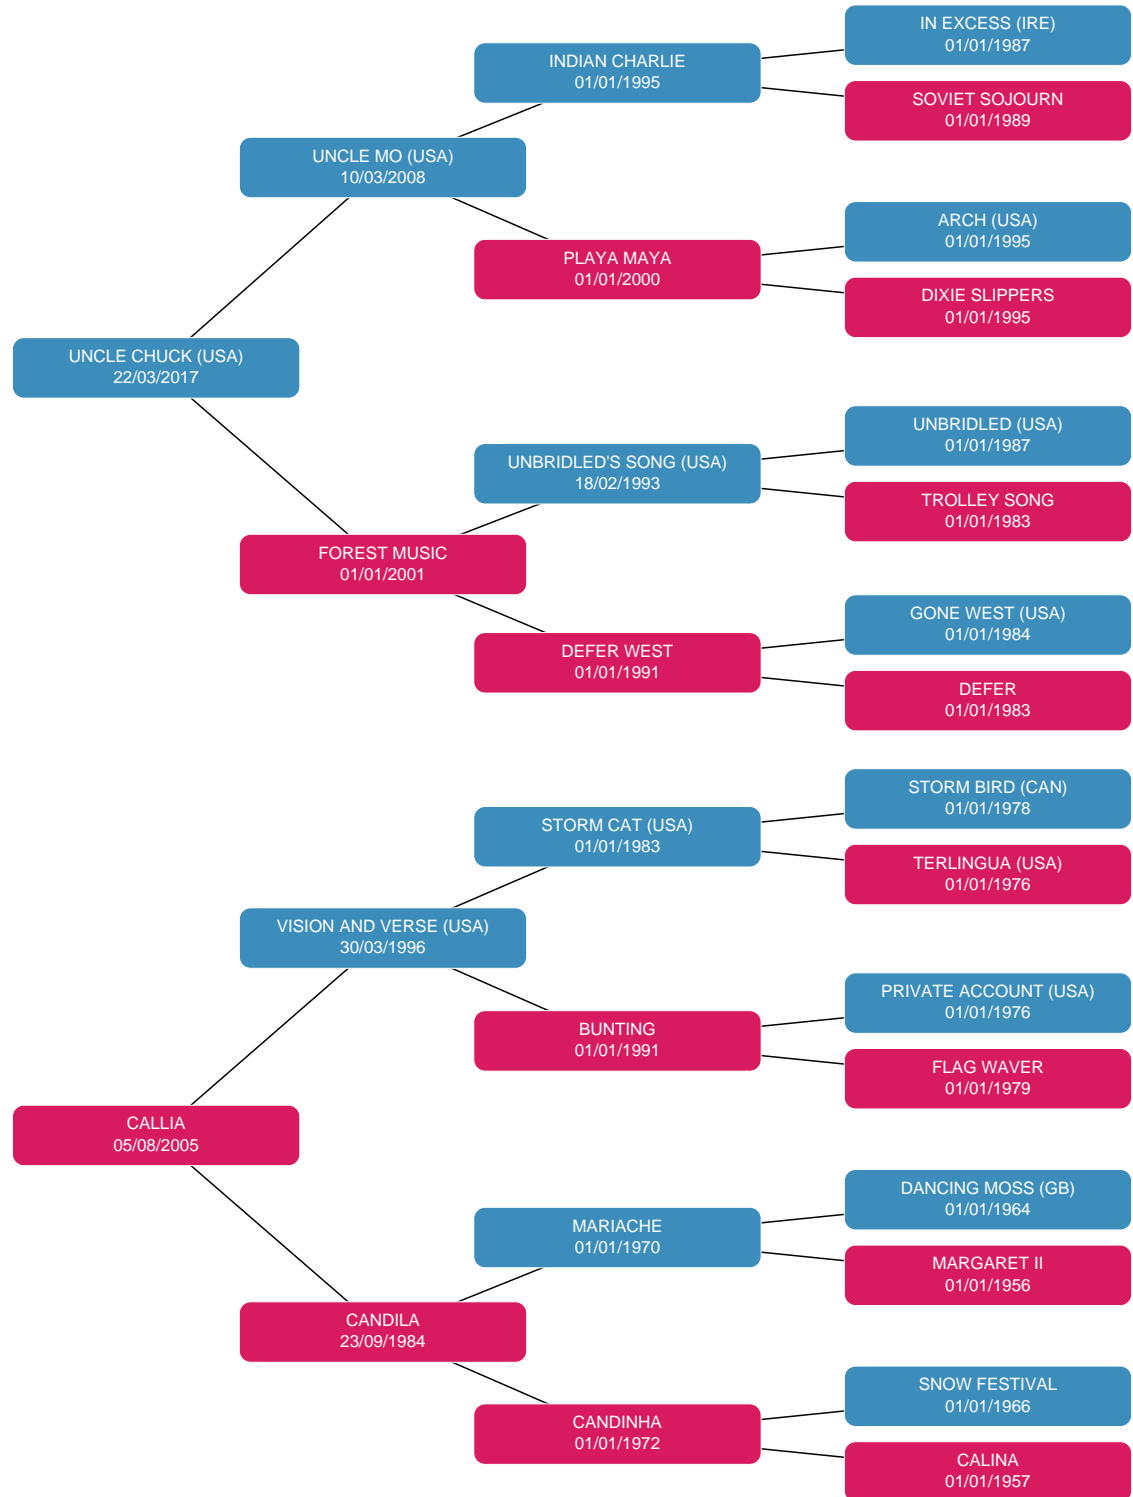 IN EXCESS (IRE)
01/01/1987
INDIAN CHARLIE
01/01/1995
SOVIET SOJOURN
01/01/1989
UNCLE MO (USA)
10/03/2008
ARCH (USA)
01/01/1995
PLAYA MAYA
01/01/2000
DIXIE SLIPPERS
01/01/1995
UNCLE CHUCK (USA)
22/03/2017
UNBRIDLED (USA)
01/01/1987
UNBRIDLED'S SONG (USA)
18/02/1993
TROLLEY SONG
01/01/1983
FOREST MUSIC
01/01/2001
GONE WEST (USA)
01/01/1984
DEFER WEST
01/01/1991
DEFER
01/01/1983
STORM BIRD (CAN)
01/01/1978
STORM CAT (USA)
01/01/1983
TERLINGUA (USA)
01/01/1976
VISION AND VERSE (USA)
30/03/1996
PRIVATE ACCOUNT (USA)
01/01/1976
BUNTING
01/01/1991
FLAG WAVER
01/01/1979
CALLIA
05/08/2005
DANCING MOSS (GB)
01/01/1964
MARIACHE
01/01/1970
MARGARET II
01/01/1956
CANDILA
23/09/1984
SNOW FESTIVAL
01/01/1966
CANDINHA
01/01/1972
CALINA
01/01/1957